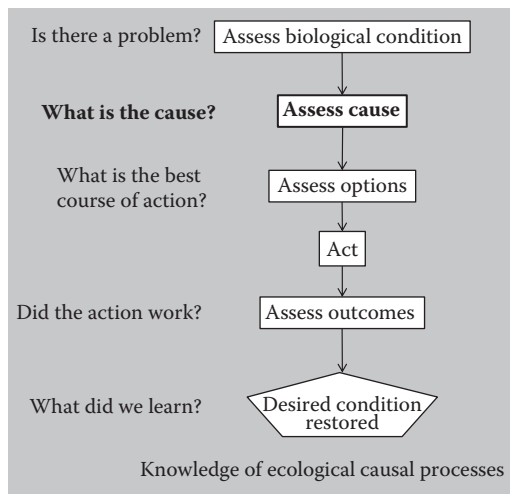 Is there a problem? Assess biological condition
What is the cause? Assess cause
What is the best
course of action?
Assess options
Act
Did the action work? Assess outcomes
What did we learn?
Desired condition
restored
Knowledge of ecological causal processes